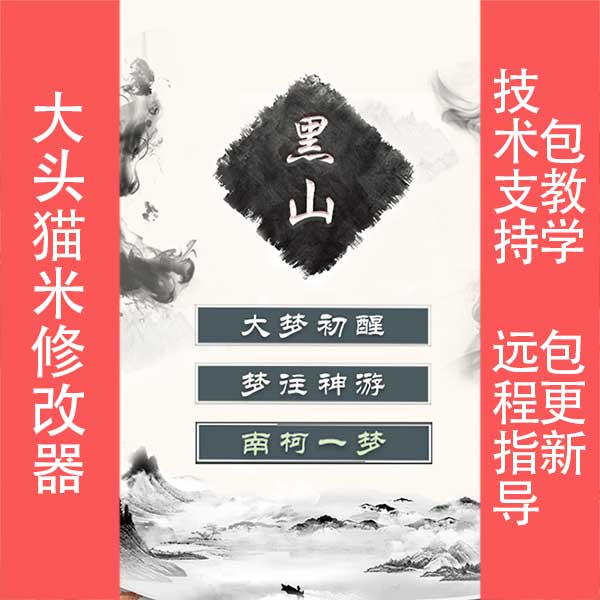 大头猫米修改器
黑山
大梦初醒
梦往神游
南柯一梦
技术支持
包教学
远程指导
包更新